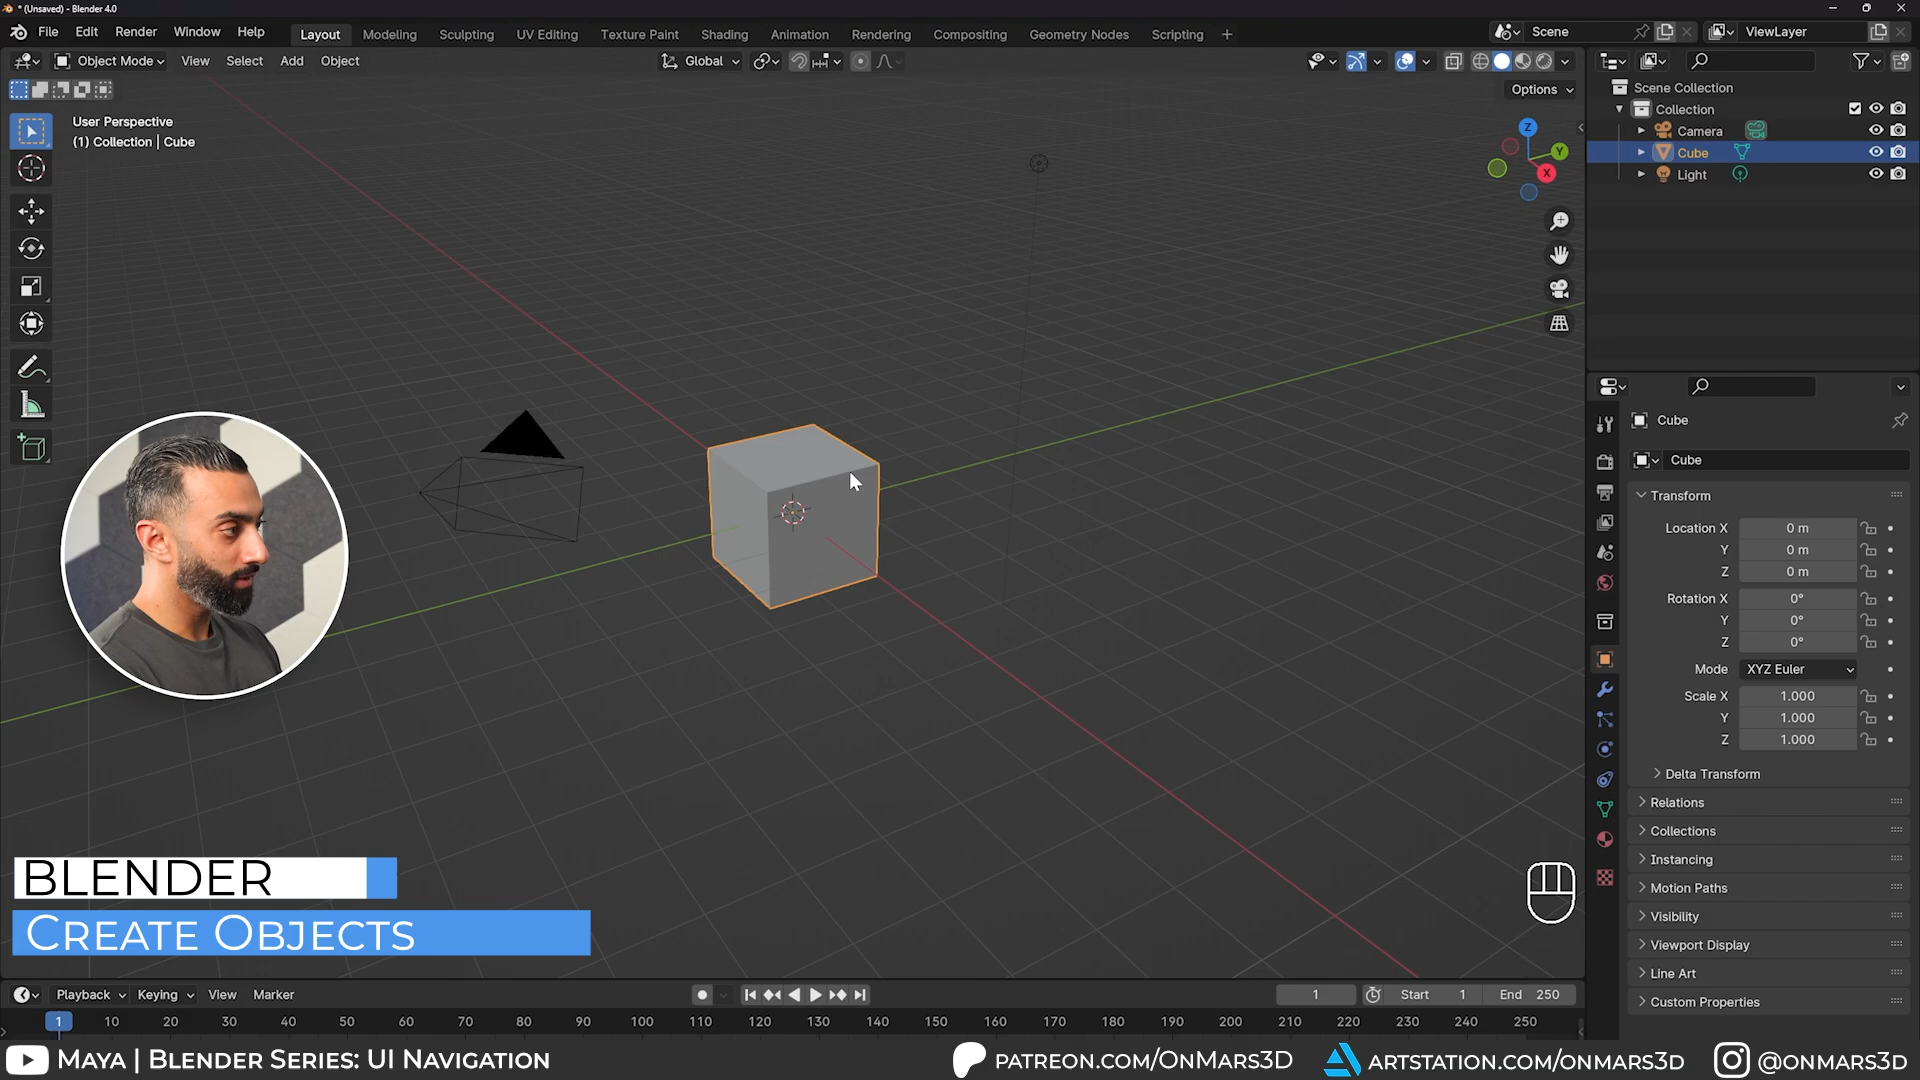 * (Unsaved) - Blender 4.0
File Edit Render Window Help Layout Modeling Sculpting UV Editing Texture Paint Shading Animation Rendering Compositing Geometry Nodes Scripting + Scene ViewLayer
Object Mode View Select Add Object Global
Options
User Perspective
(1) Collection | Cube
Z
Y
X
Scene Collection
Collection
Camera
Cube
Light
Cube
Cube
Transform
Location X 0 m
Y 0 m
Z 0 m
Rotation X 0°
Y 0°
Z 0°
Mode XYZ Euler
Scale X 1.000
Y 1.000
Z 1.000
Delta Transform
Relations
Collections
Instancing
Motion Paths
Visibility
Viewport Display
Line Art
Custom Properties
BLENDER
CREATE OBJECTS
Playback Keying View Marker 1 Start 1 End 250
1 10 20 30 40 50 60 70 80 90 100 110 120 130 140 150 160 170 180 190 200 210 220 230 240 250
MAYA | BLENDER SERIES: UI NAVIGATION PATREON.COM/ONMARS3D ARTSTATION.COM/ONMARS3D @ONMARS3D